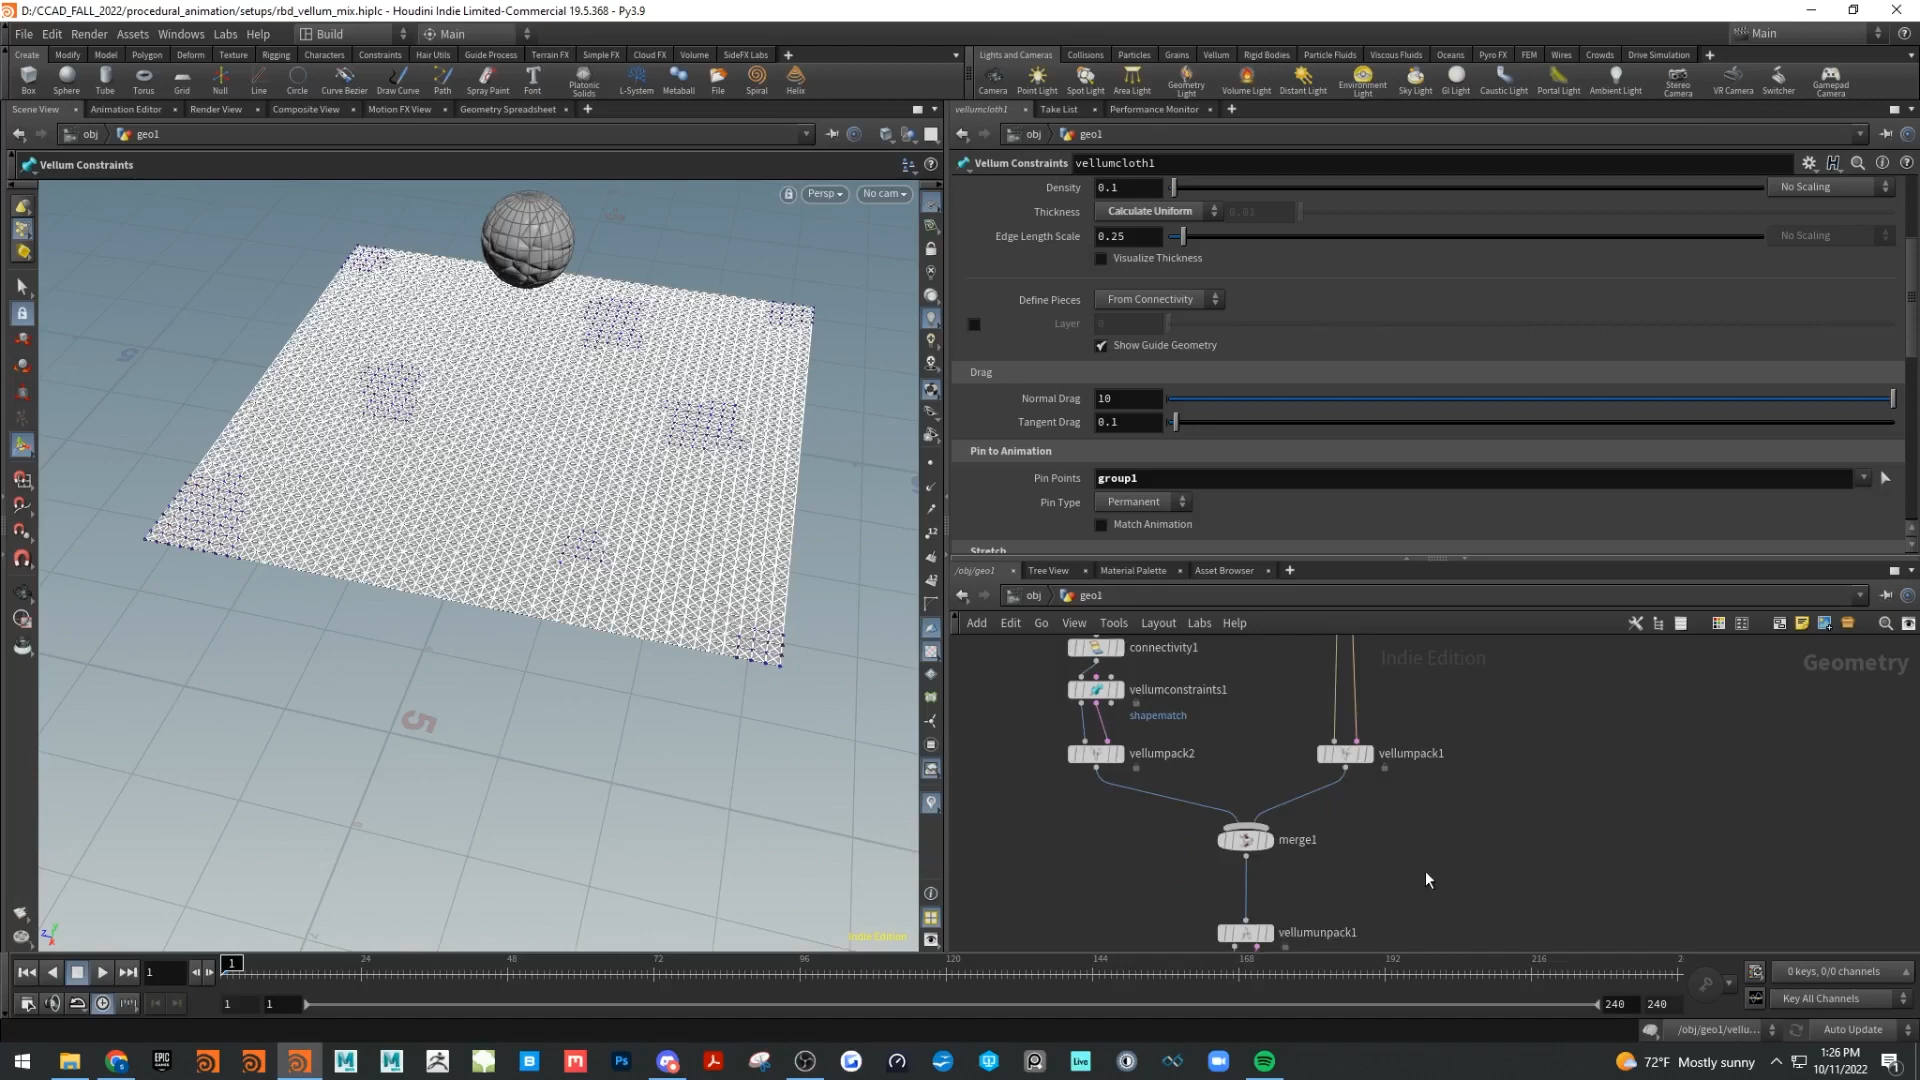 D:/CCAD_FALL_2022/procedural_animation/setups/rbd_vellum_mix.hiplc - Houdini Indie Limited-Commercial 19.5.368 - Py3.9
File Edit Render Assets Windows Labs Help Build Main Main
Create Modify Model Polygon Deform Texture Rigging Characters Constraints Hair Utils Guide Process Terrain FX Simple FX Cloud FX Volume SideFX Labs
Lights and Cameras Collisions Particles Grains Vellum Rigid Bodies Particle Fluids Viscous Fluids Oceans Pyro FX FEM Wires Crowds Drive Simulation
Box Sphere Tube Torus Grid Null Line Circle Curve Bezier Draw Curve Path Spray Paint Font Platonic Solids L-System Metaball File Spiral Helix
Camera Point Light Spot Light Area Light Geometry Light Volume Light Distant Light Environment Light Sky Light GI Light Caustic Light Portal Light Ambient Light Stereo Camera VR Camera Switcher Gamepad Camera
Scene View Animation Editor Render View Composite View Motion FX View Geometry Spreadsheet
vellumcloth1 Take List Performance Monitor
obj geo1
obj geo1
Vellum Constraints
Vellum Constraints vellumcloth1
Persp No cam
Density 0.1 No Scaling
Thickness Calculate Uniform 0.01
Edge Length Scale 0.25 No Scaling
Visualize Thickness
Define Pieces From Connectivity
Layer 0
Show Guide Geometry
Drag
Normal Drag 10
Tangent Drag 0.1
Pin to Animation
Pin Points group1
Pin Type Permanent
Match Animation
Stretch
/obj/geo1 Tree View Material Palette Asset Browser
obj geo1
Add Edit Go View Tools Layout Labs Help
Indie Edition
Geometry
connectivity1
vellumconstraints1
shapematch
vellumpack2
vellumpack1
merge1
vellumunpack1
5
Indie Edition
1 1 24 48 72 96 120 144 168 192 216 2
0 keys, 0/0 channels
1 1 240 240
Key All Channels
/obj/geo1/vellu... Auto Update
72°F Mostly sunny
1:26 PM
10/11/2022